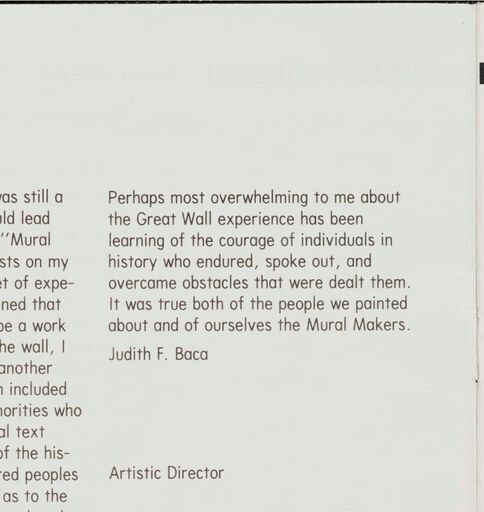 was still a
uld lead
"Mural
sts on my
et of expe-
ned that
be a work
he wall, I
another
n included
norities who
al text
of the his-
red peoples
as to the
Perhaps most overwhelming to me about
the Great Wall experience has been
learning of the courage of individuals in
history who endured, spoke out, and
overcame obstacles that were dealt them.
It was true both of the people we painted
about and of ourselves the Mural Makers.
Judith F. Baca
Artistic Director